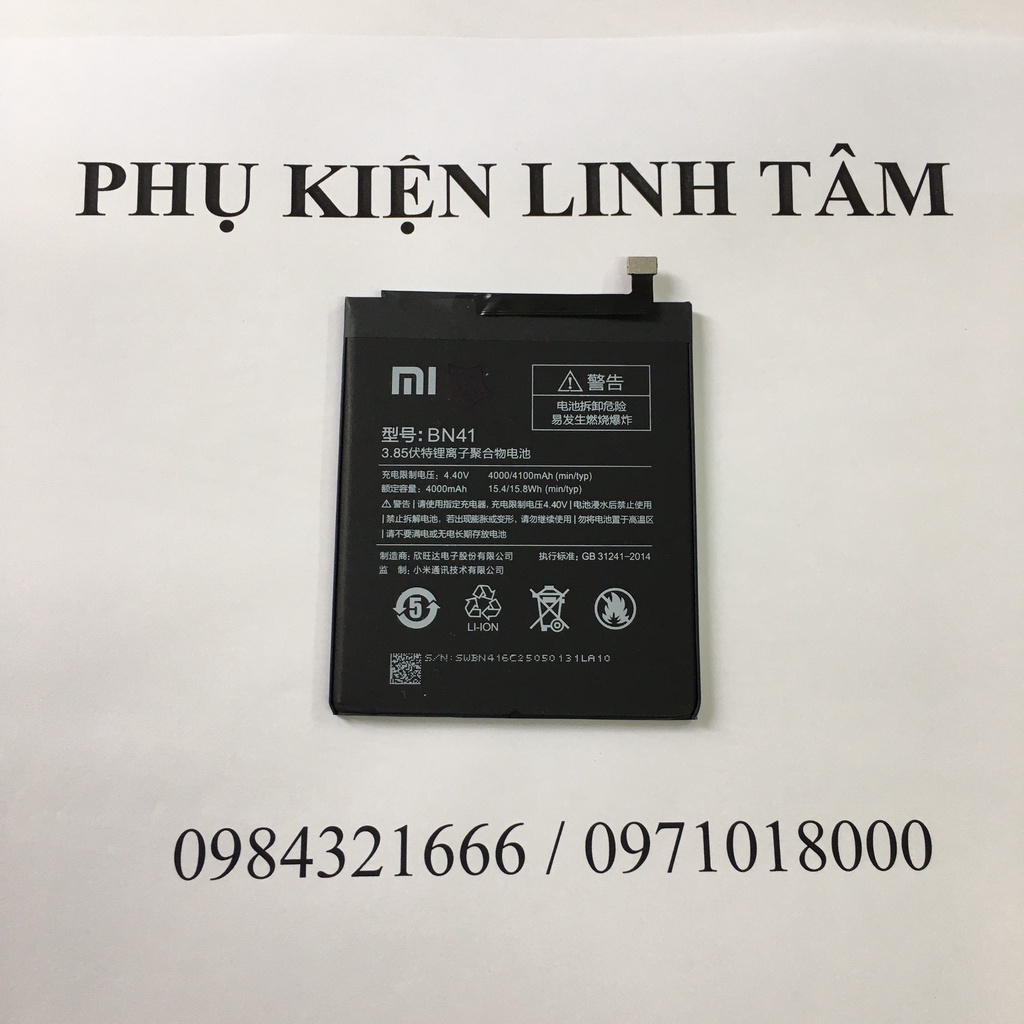 PHỤ KIỆN LINH TÂM
MI
警告
电池拆卸危险
易发生燃烧爆炸
型号: BN41
3.85伏特锂离子聚合物电池
充电限制电压: 4.40V 4000/4100mAh (min/typ)
额定容量: 4000mAh 15.4/15.8Wh (min/typ)
警告 | 请使用指定充电器, 充电限制电压4.40V | 电池浸水后禁止使用
| 禁止拆解电池, 若出现膨胀或变形, 请勿继续使用 | 勿将电池置于高温区
| 请不要满电或无电长期存放电池
制造商: 欣旺达电子股份有限公司 执行标准: GB 31241-2014
监 制: 小米通讯技术有限公司
5
LI-ION
S/N: SWBN416C25050131LA10
0984321666 / 0971018000